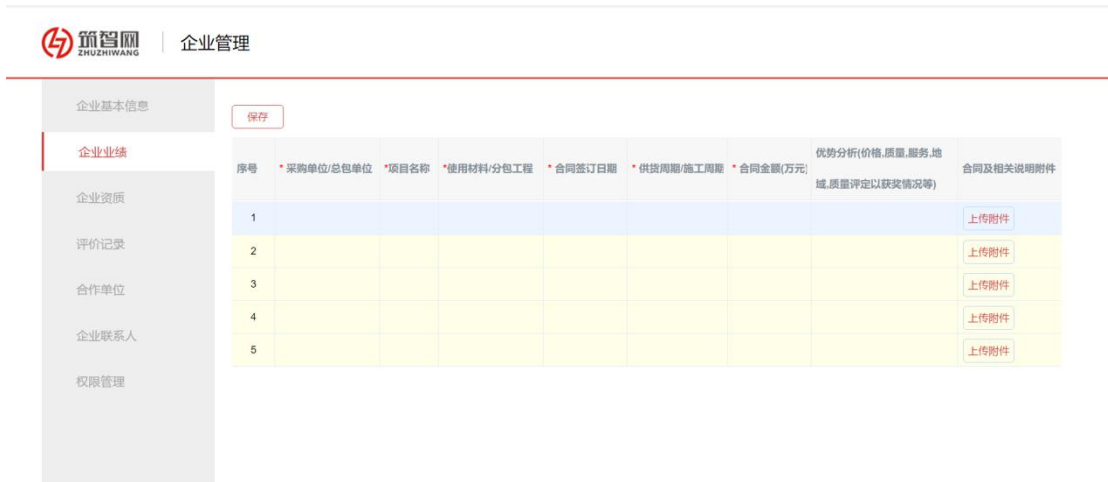 筑智网
ZHUZHIWANG
企业管理
企业基本信息
企业业绩
企业资质
评价记录
合作单位
企业联系人
权限管理
保存
序号 * 采购单位/总包单位 *项目名称 *使用材料/分包工程 * 合同签订日期 * 供货周期/施工周期 * 合同金额(万元) 优势分析(价格,质量,服务,地 合同及相关说明附件
域,质量评定以获奖情况等)
1 上传附件
2 上传附件
3 上传附件
4 上传附件
5 上传附件